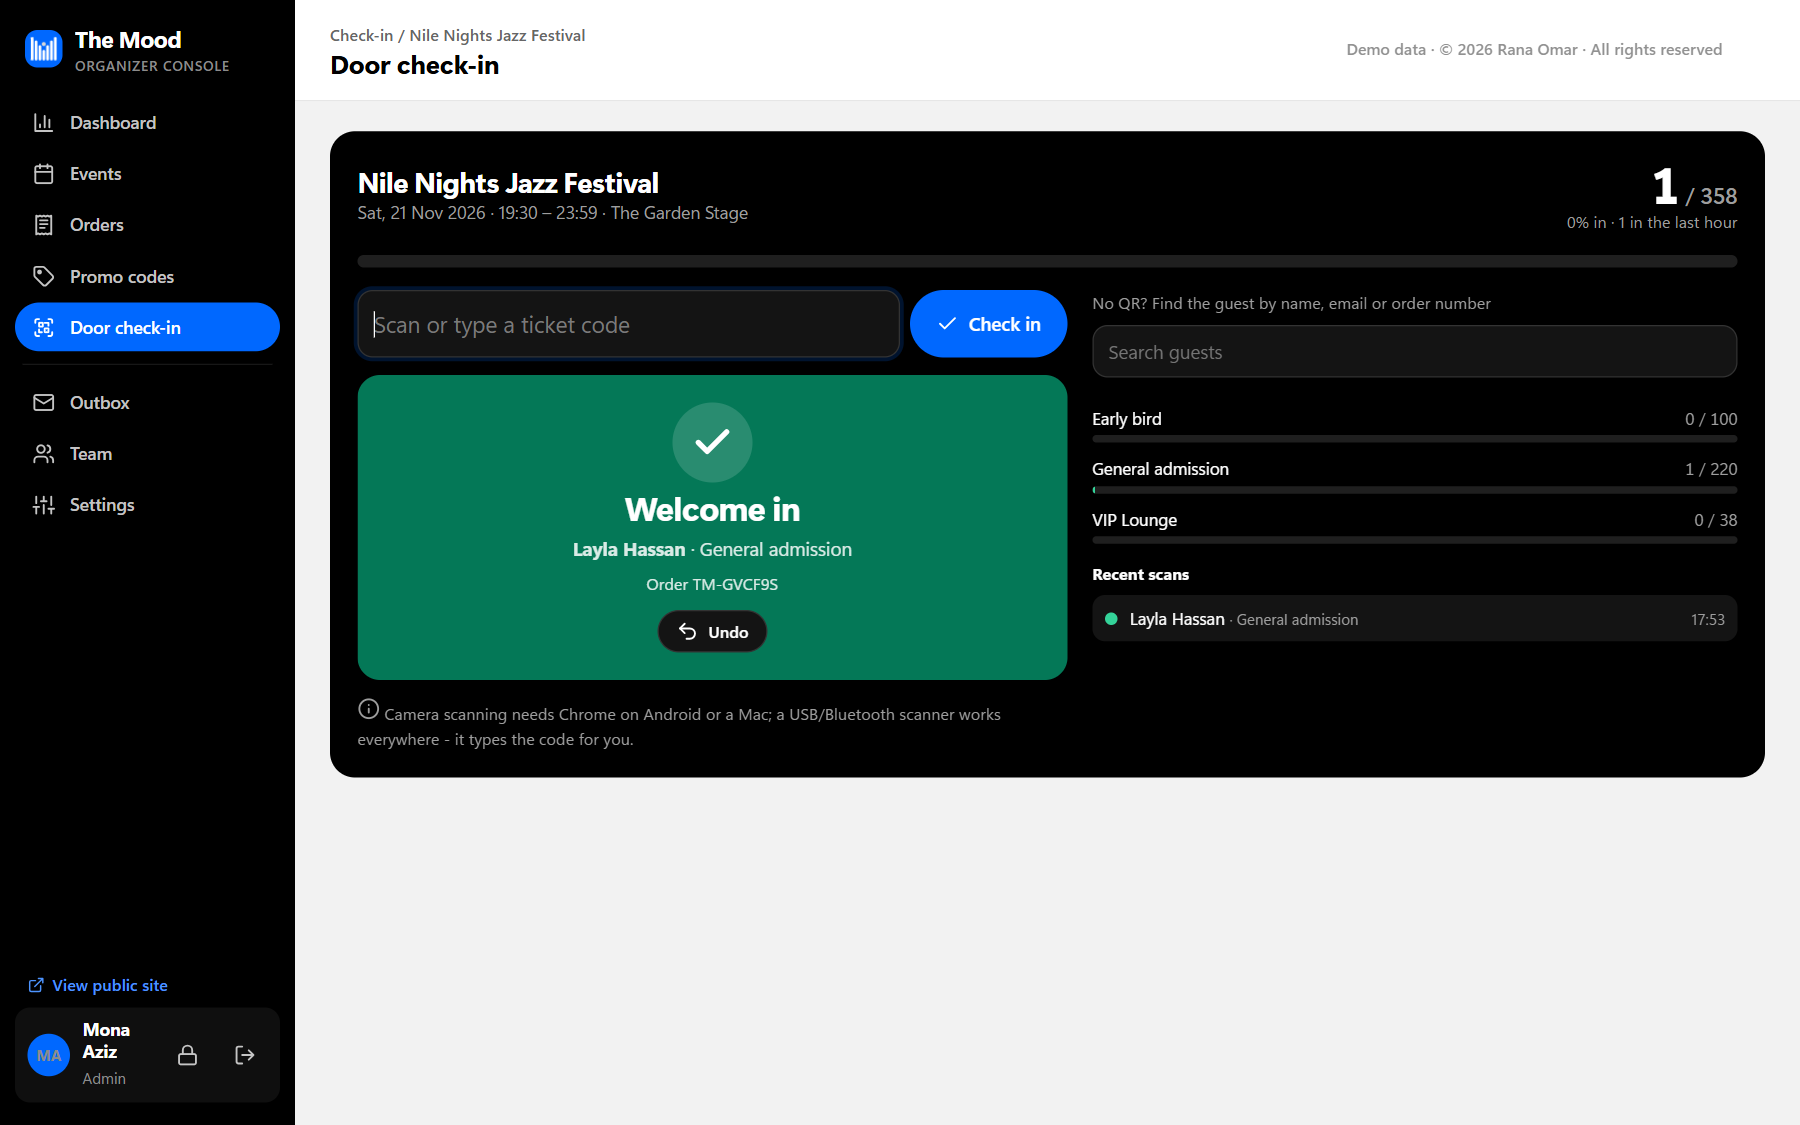 The Mood
ORGANIZER CONSOLE
Dashboard
Events
Orders
Promo codes
Door check-in
Outbox
Team
Settings
View public site
MA
Mona
Aziz
Admin
Check-in / Nile Nights Jazz Festival
Door check-in
Demo data · © 2026 Rana Omar · All rights reserved
Nile Nights Jazz Festival
Sat, 21 Nov 2026 · 19:30 – 23:59 · The Garden Stage
1 / 358
0% in · 1 in the last hour
Scan or type a ticket code
Check in
Welcome in
Layla Hassan · General admission
Order TM-GVCF9S
Undo
Camera scanning needs Chrome on Android or a Mac; a USB/Bluetooth scanner works
everywhere - it types the code for you.
No QR? Find the guest by name, email or order number
Search guests
Early bird 0 / 100
General admission 1 / 220
VIP Lounge 0 / 38
Recent scans
Layla Hassan · General admission 17:53